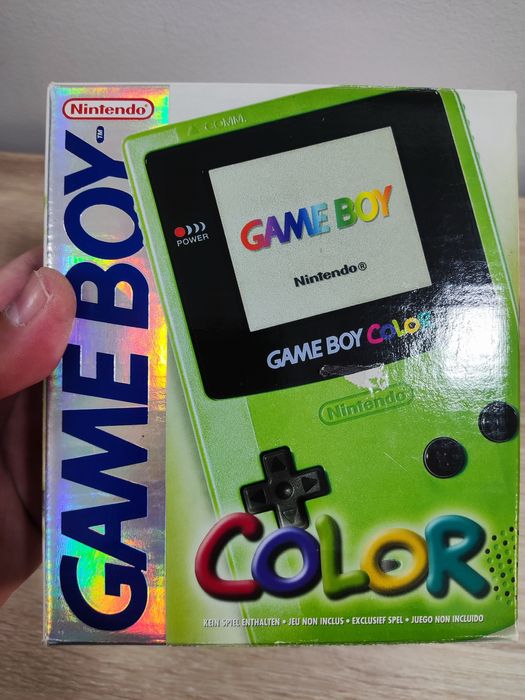 Nintendo®
GAME BOY™
COMM.
POWER
GAME BOY
Nintendo®
GAME BOY COLOR
Nintendo
COLOR
KEIN SPIEL ENTHALTEN • JEU NON INCLUS • EXCLUSIEF SPEL • JUEGO NON INCLUIDO